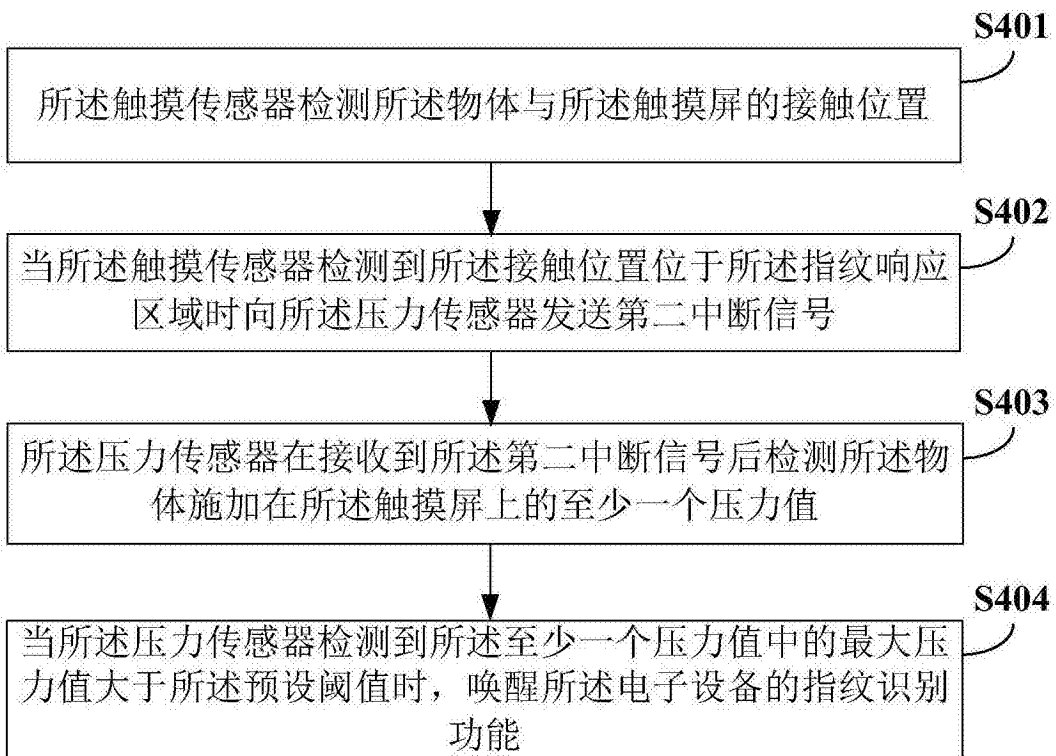 S401
所述触摸传感器检测所述物体与所述触摸屏的接触位置
S402
当所述触摸传感器检测到所述接触位置位于所述指纹响应
区域时向所述压力传感器发送第二中断信号
S403
所述压力传感器在接收到所述第二中断信号后检测所述物
体施加在所述触摸屏上的至少一个压力值
S404
当所述压力传感器检测到所述至少一个压力值中的最大压
力值大于所述预设阈值时，唤醒所述电子设备的指纹识别
功能